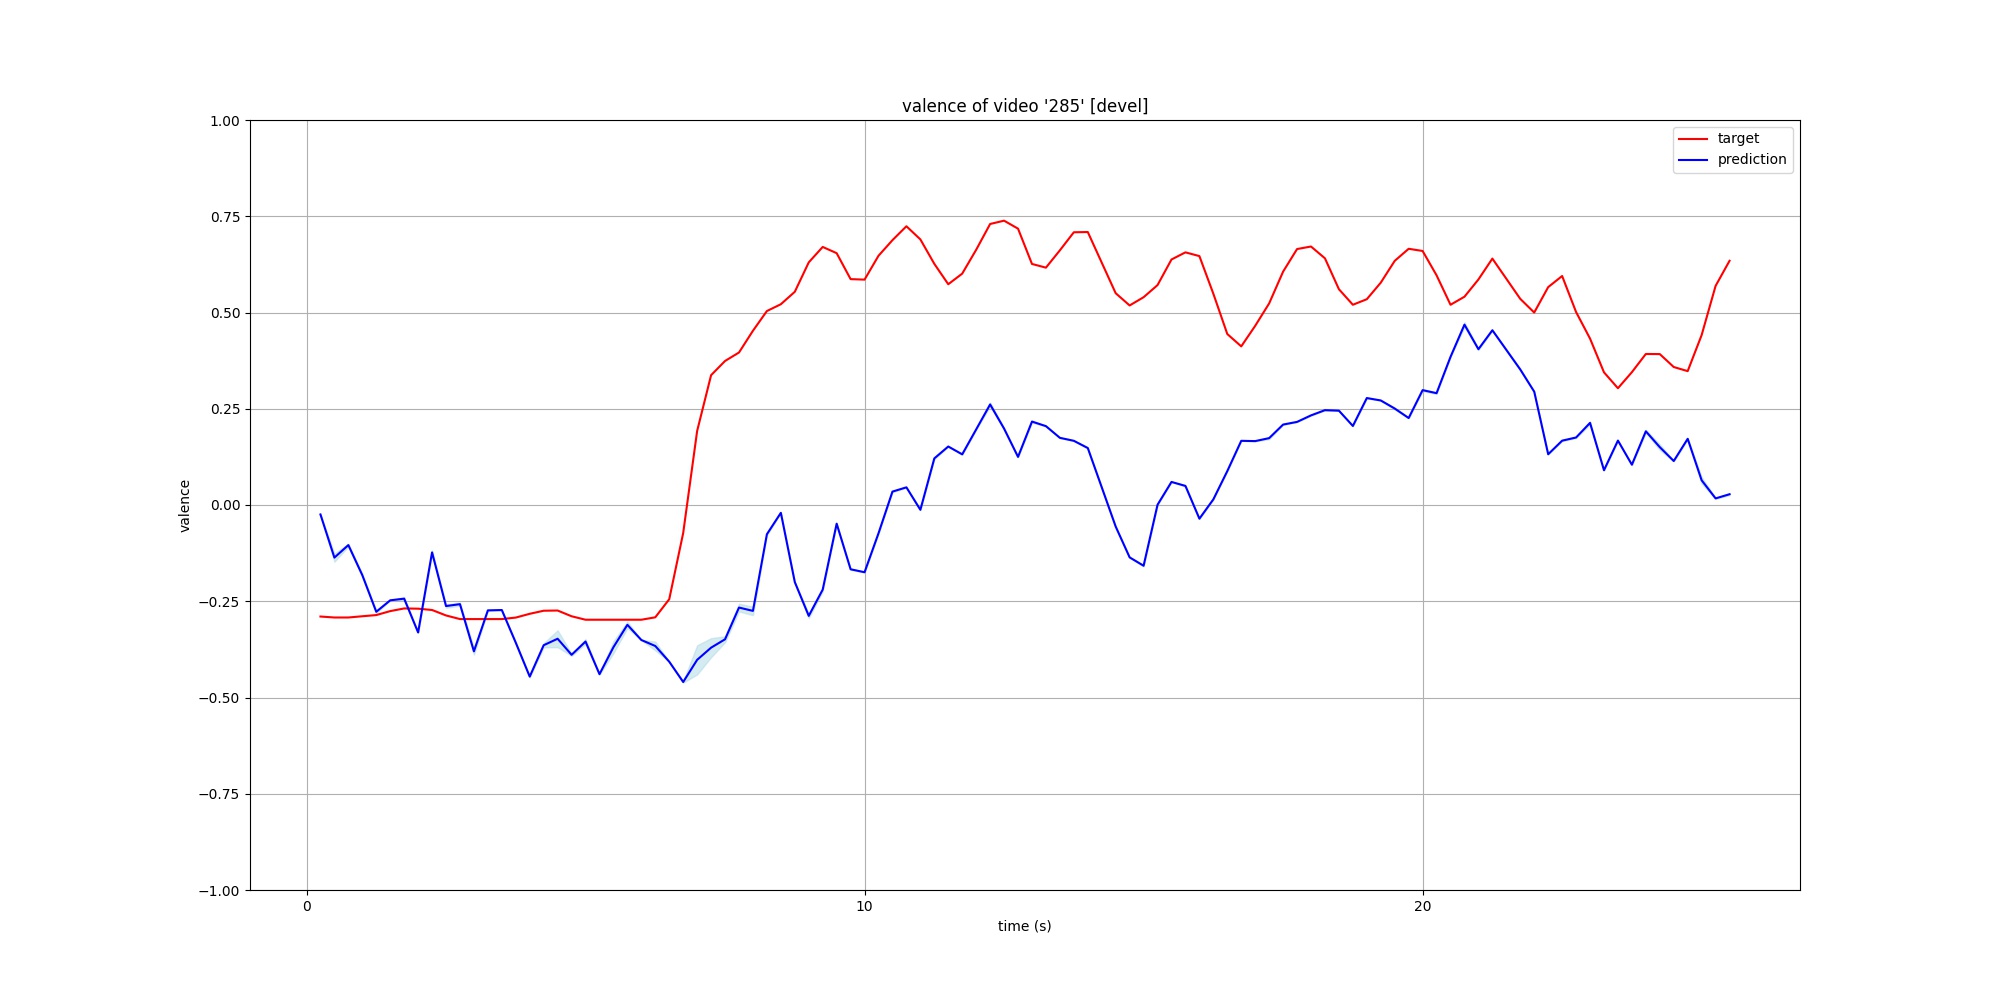 valence of video '285' [devel]
target
prediction
1.00
0.75
0.50
0.25
0.00
−0.25
−0.50
−0.75
−1.00
valence
0 10 20
time (s)